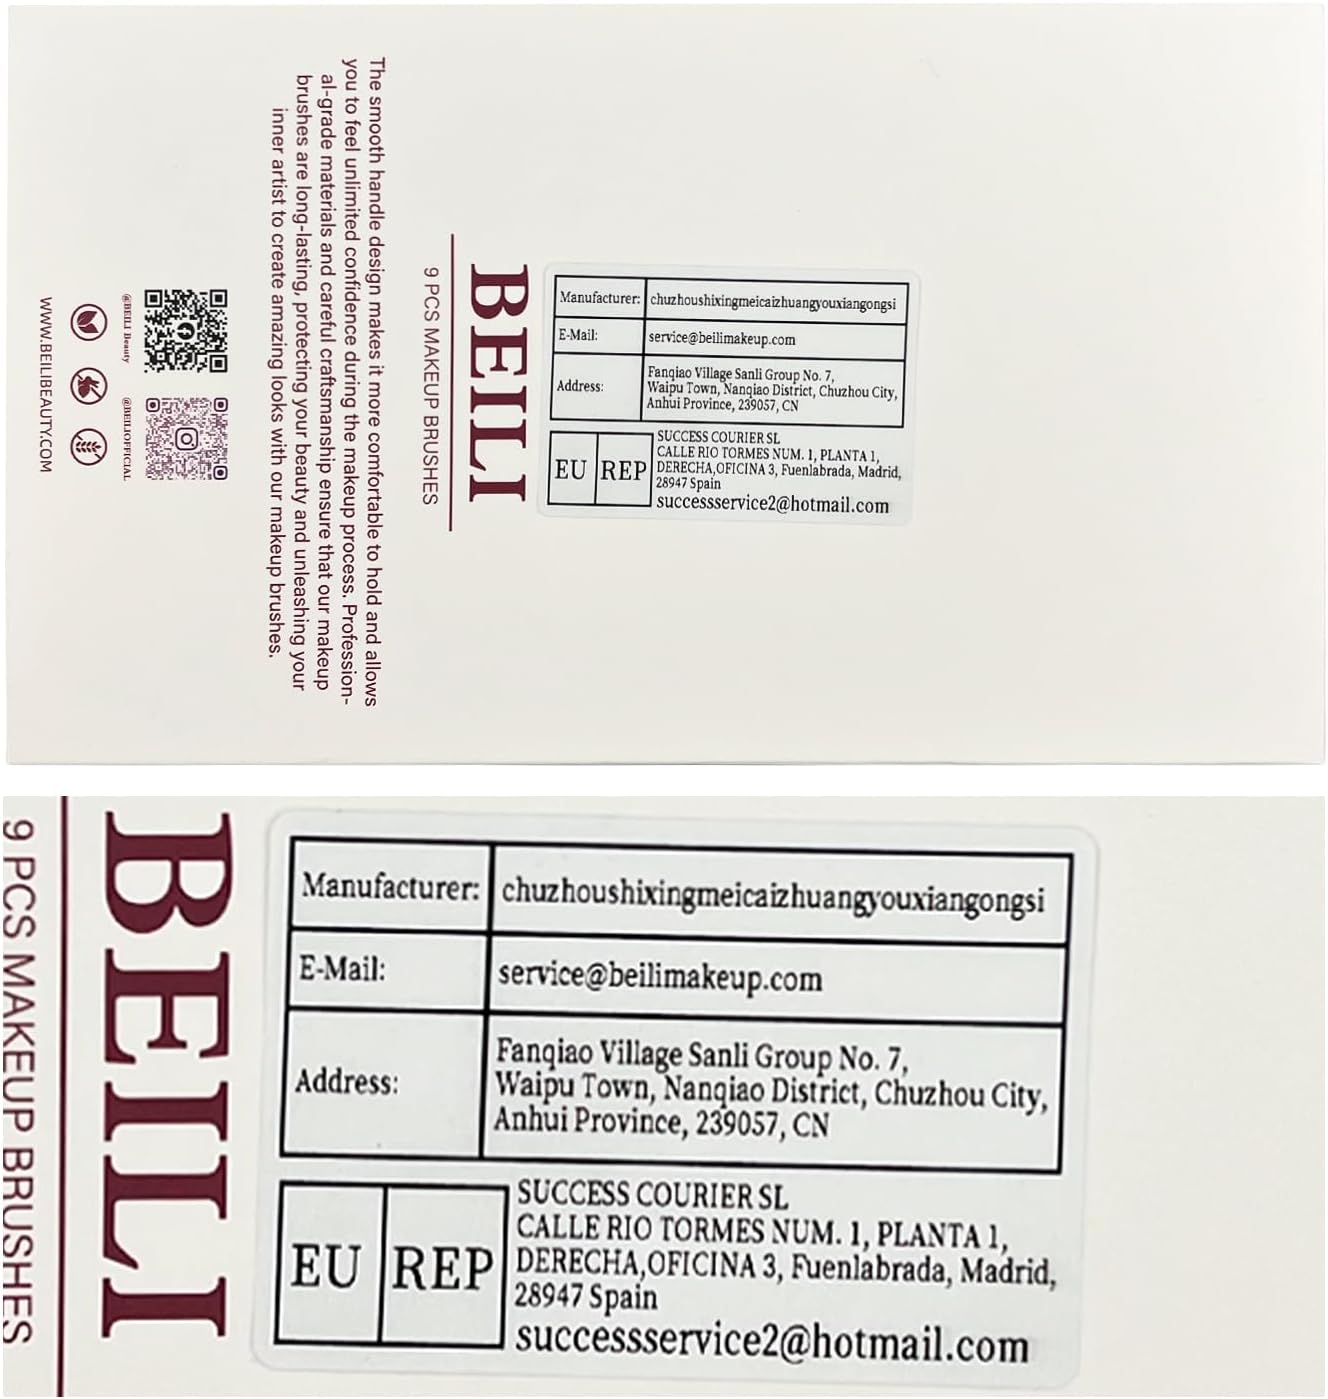 The smooth handle design makes it more comfortable to hold and allows
you to feel unlimited confidence during the makeup process. Profession-
al-grade materials and careful craftsmanship ensure that our makeup
brushes are long-lasting, protecting your beauty and unleashing your
inner artist to create amazing looks with our makeup brushes.
@BEILI Beauty
@BEILIOFFICIAL
WWW.BEILIBEAUTY.COM
BEILI
9 PCS MAKEUP BRUSHES
Manufacturer: chuzhoushixingmeicaizhuangyouxiangongsi
E-Mail: service@beilimakeup.com
Address: Fanqiao Village Sanli Group No. 7,
Waipu Town, Nanqiao District, Chuzhou City,
Anhui Province, 239057, CN
EU REP
SUCCESS COURIER SL
CALLE RIO TORMES NUM. 1, PLANTA 1,
DERECHA,OFICINA 3, Fuenlabrada, Madrid,
28947 Spain
successservice2@hotmail.com
BEILI
9 PCS MAKEUP BRUSHES
Manufacturer: chuzhoushixingmeicaizhuangyouxiangongsi
E-Mail: service@beilimakeup.com
Address: Fanqiao Village Sanli Group No. 7,
Waipu Town, Nanqiao District, Chuzhou City,
Anhui Province, 239057, CN
EU REP
SUCCESS COURIER SL
CALLE RIO TORMES NUM. 1, PLANTA 1,
DERECHA,OFICINA 3, Fuenlabrada, Madrid,
28947 Spain
successservice2@hotmail.com